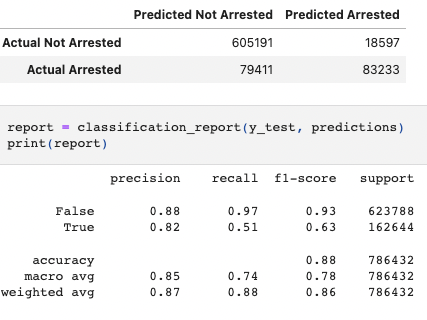 Predicted Not Arrested Predicted Arrested
Actual Not Arrested 605191 18597
Actual Arrested 79411 83233
report = classification_report(y_test, predictions)
print(report)
precision recall f1-score support
False 0.88 0.97 0.93 623788
True 0.82 0.51 0.63 162644
accuracy 0.88 786432
macro avg 0.85 0.74 0.78 786432
weighted avg 0.87 0.88 0.86 786432